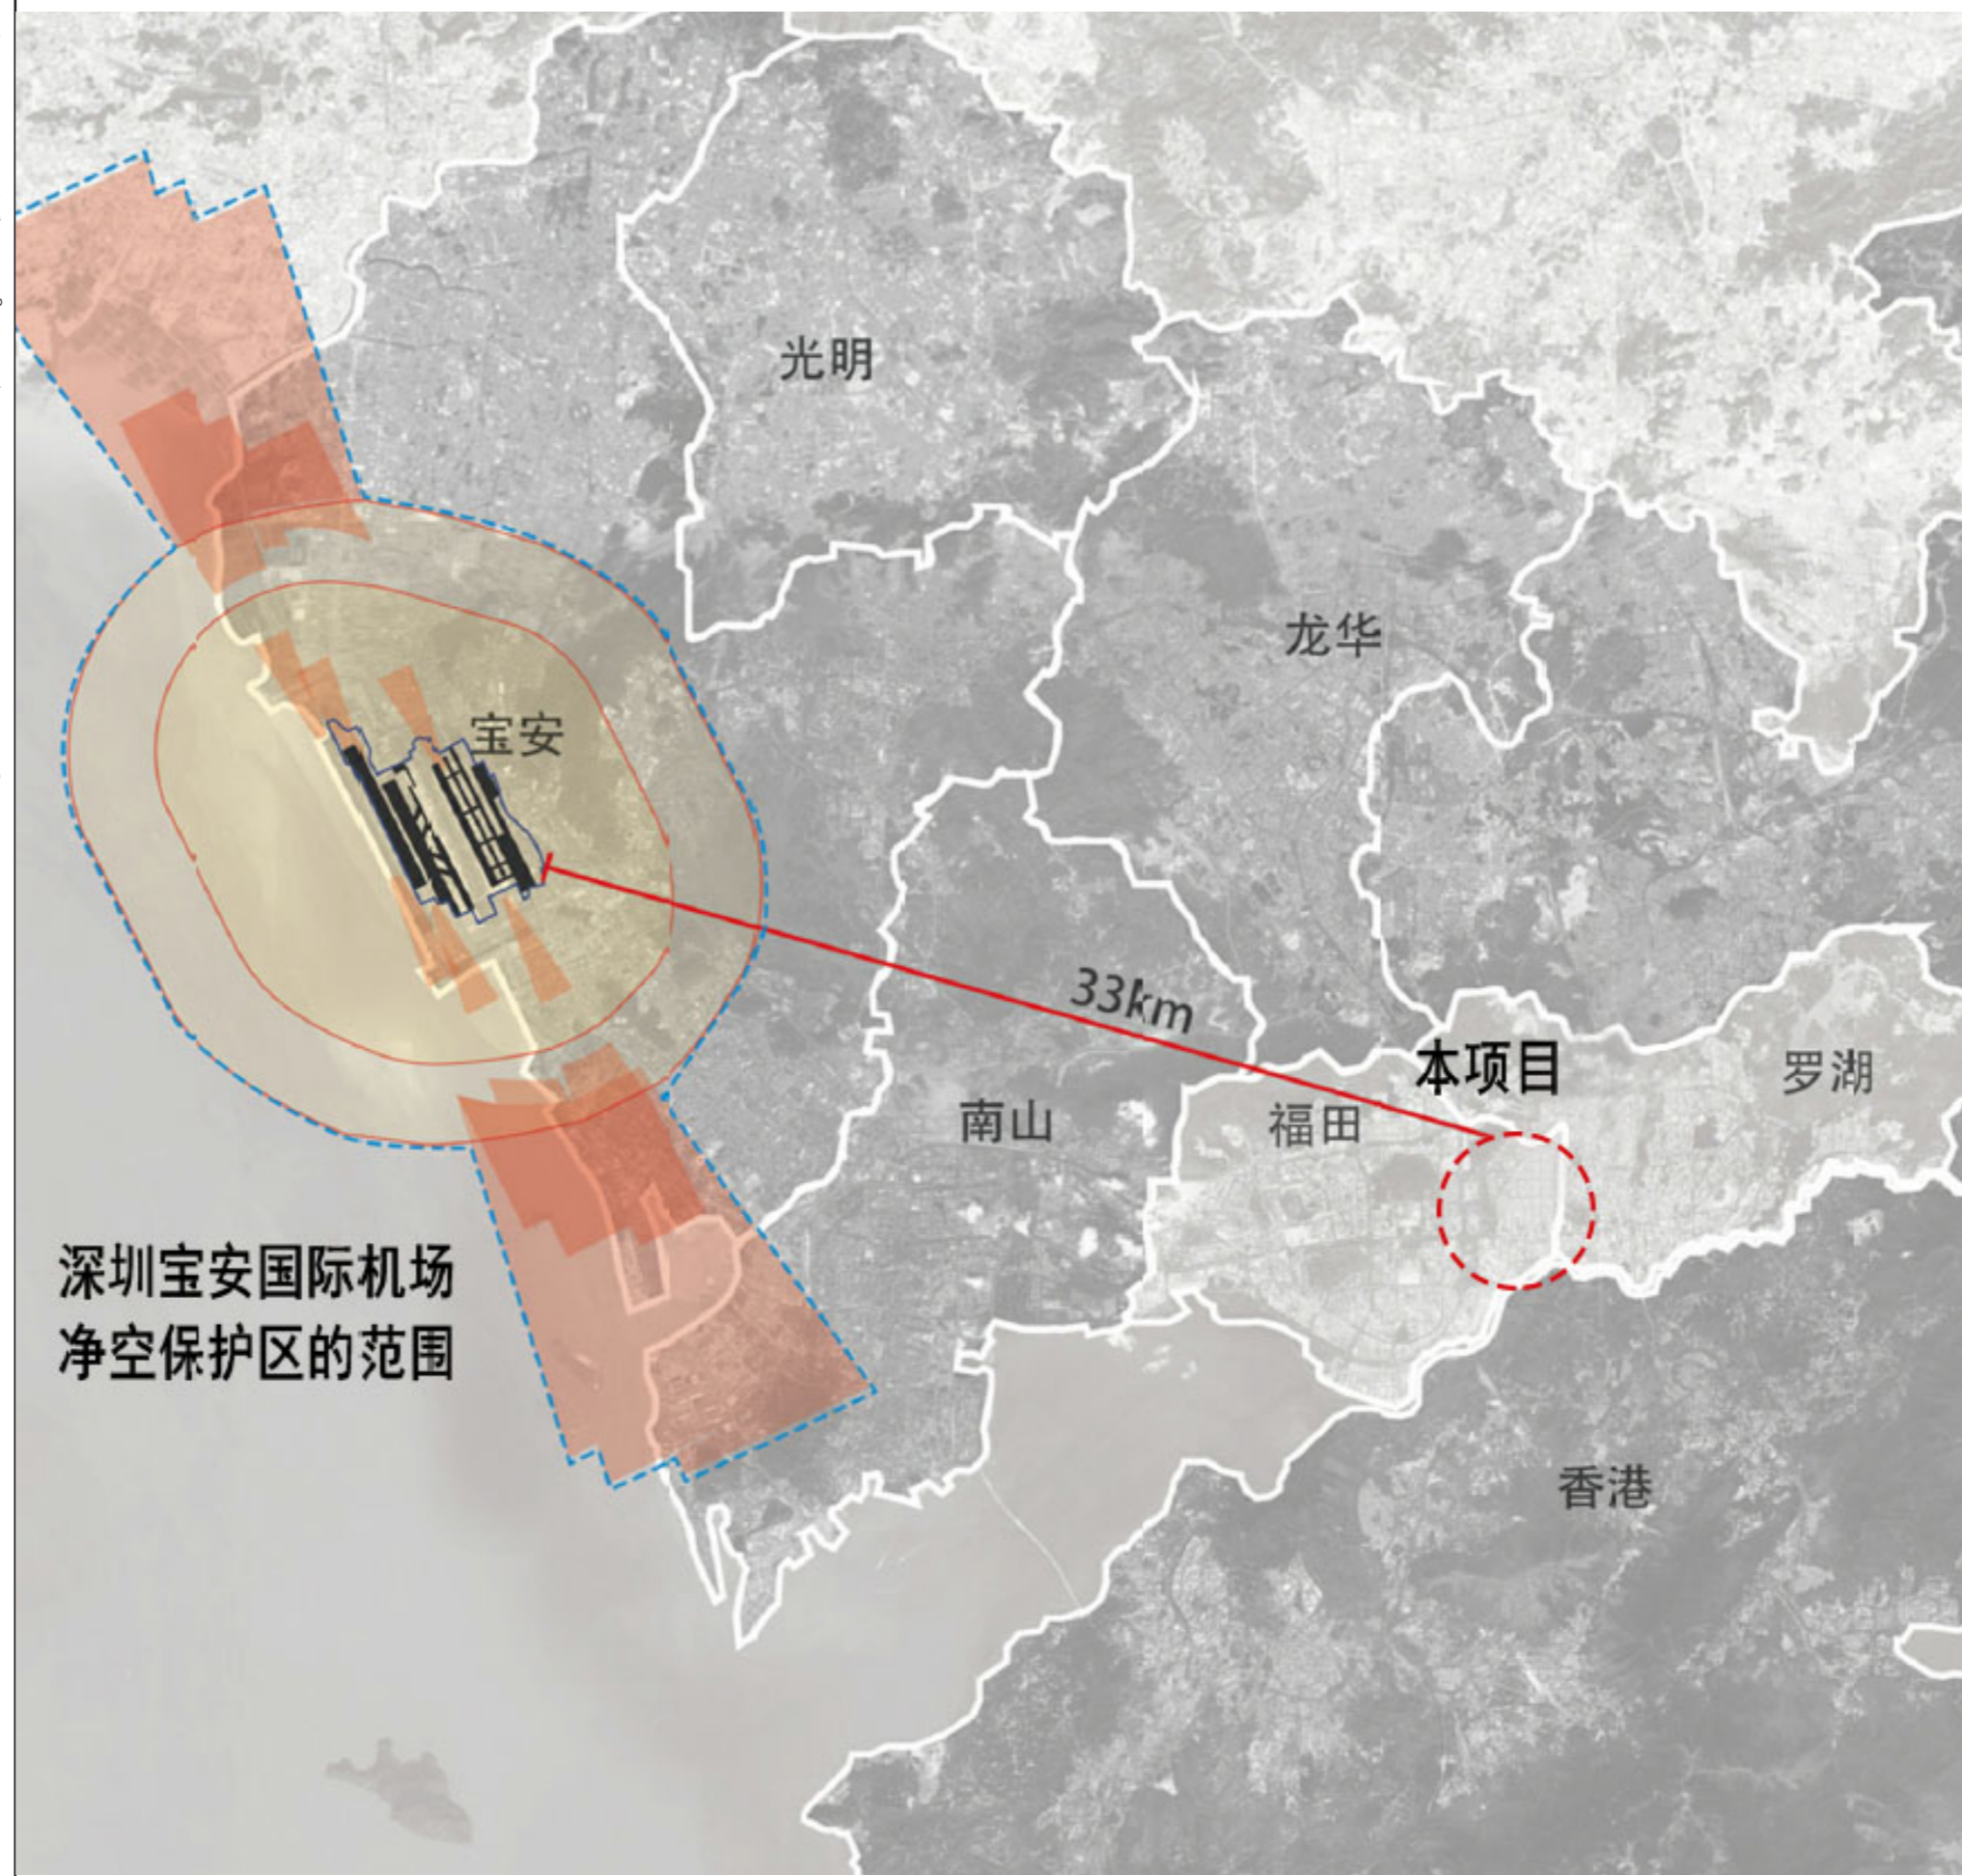 光明
龙华
宝安
33km
本项目
罗湖
南山
福田
深圳宝安国际机场
净空保护区的范围
香港